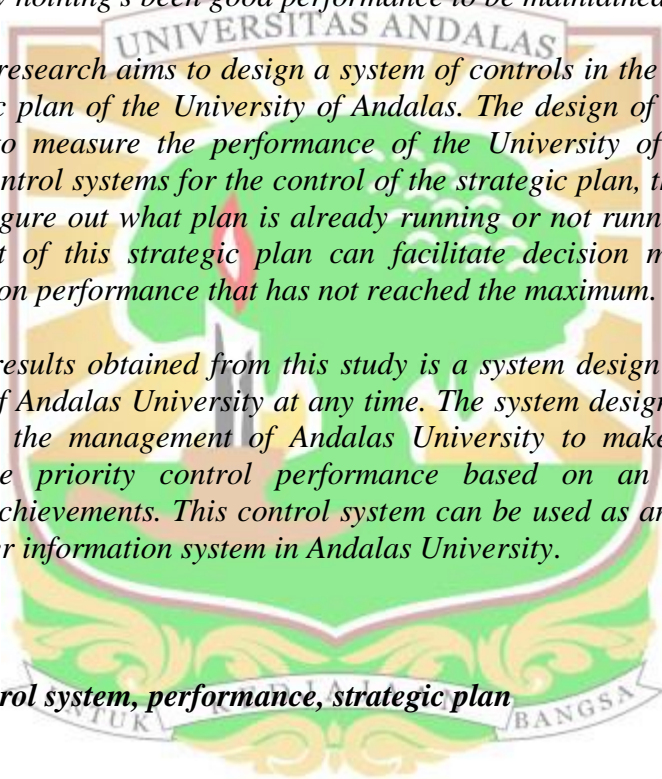 nothing's been good performance to be maintained
UNIVERSITAS ANDALAS
research aims to design a system of controls in the
plan of the University of Andalas. The design of
to measure the performance of the University of
ntrol systems for the control of the strategic plan, th
gure out what plan is already running or not runn
t of this strategic plan can facilitate decision m
on performance that has not reached the maximum.
results obtained from this study is a system design
of Andalas University at any time. The system design
the management of Andalas University to make
e priority control performance based on an
chievements. This control system can be used as an
er information system in Andalas University.
rol system, performance, strategic plan
UNTUK KEDJAJAAN BANGSA